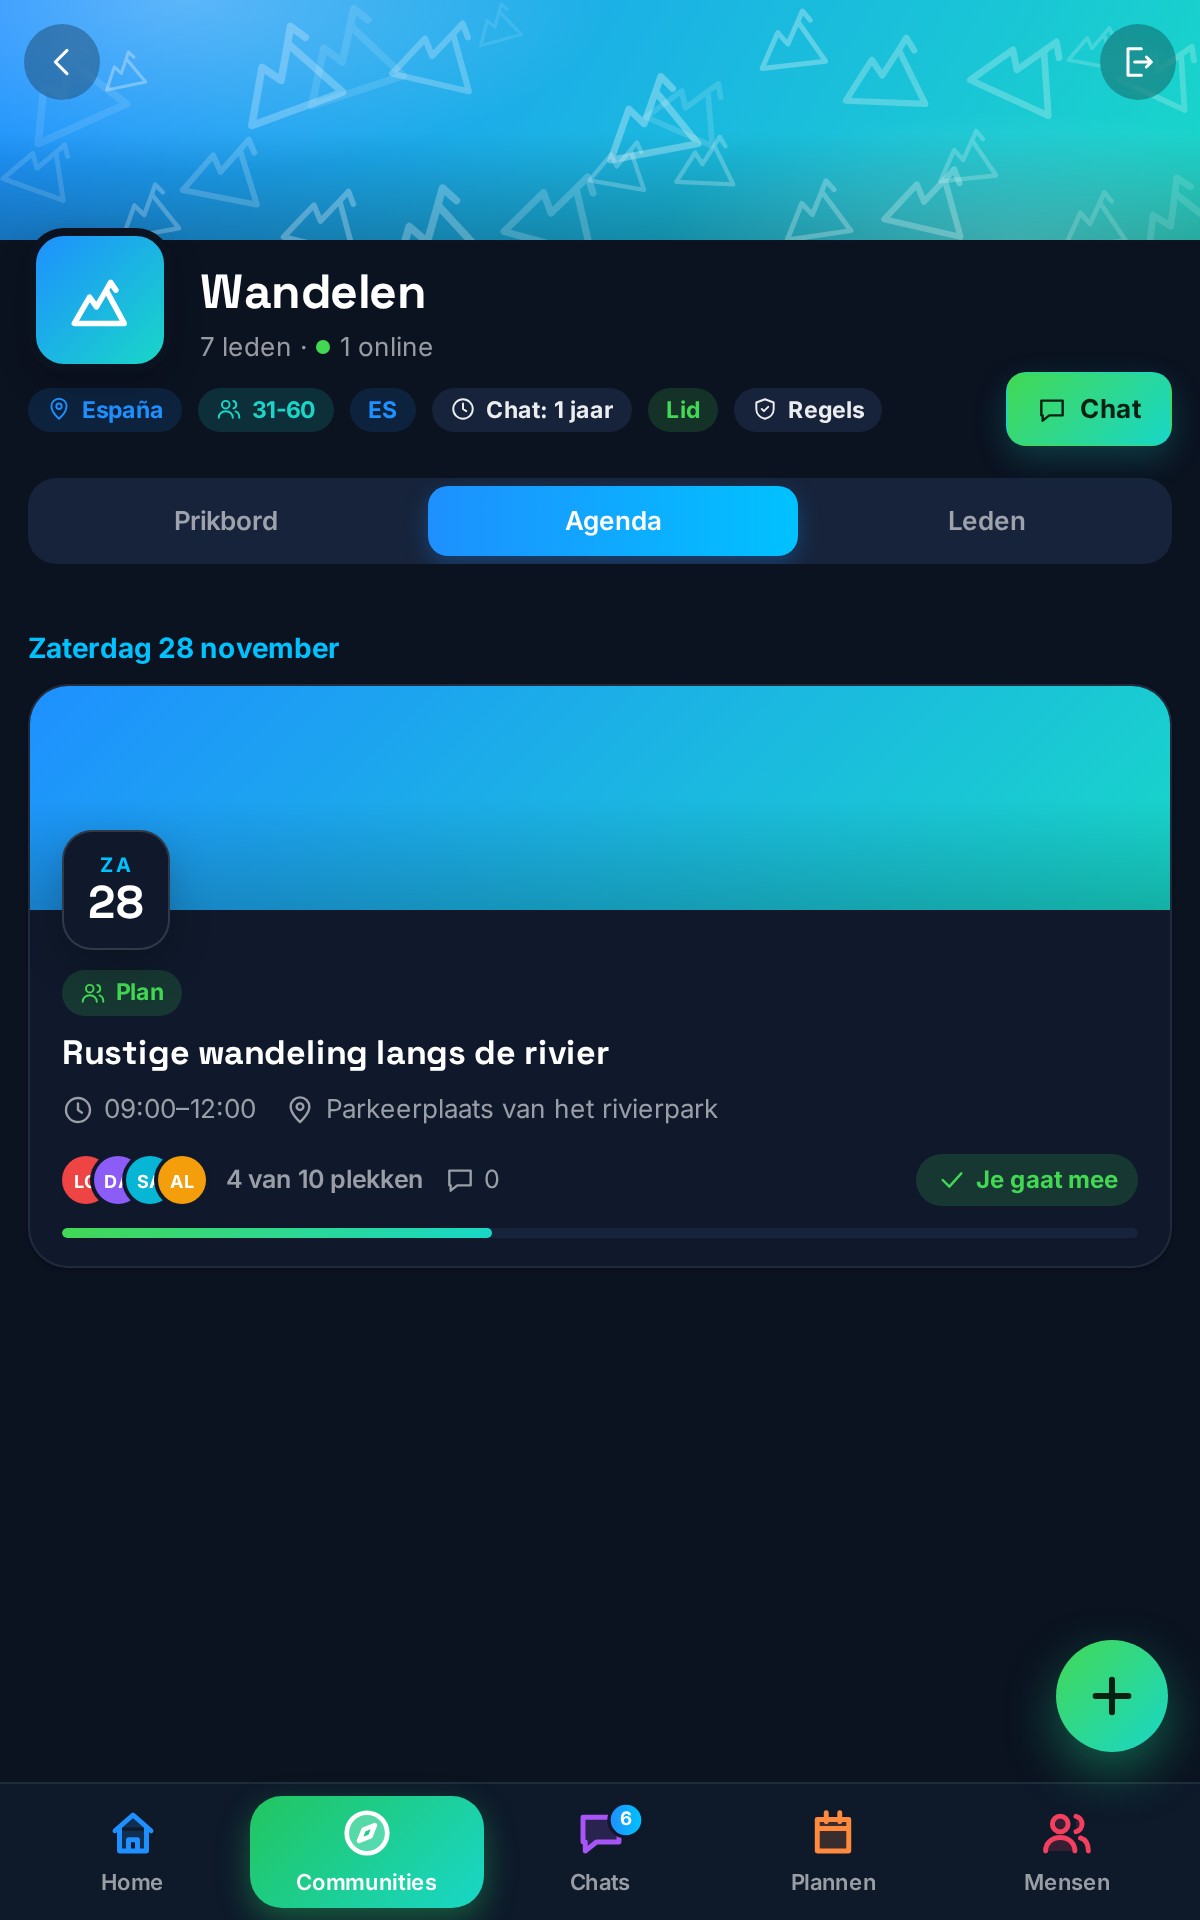 Wandelen
7 leden · 1 online
España 31-60 ES Chat: 1 jaar Lid Regels Chat
Prikbord Agenda Leden
Zaterdag 28 november
ZA
28
Plan
Rustige wandeling langs de rivier
09:00–12:00 Parkeerplaats van het rivierpark
AL 4 van 10 plekken 0 Je gaat mee
6
Home Communities Chats Plannen Mensen